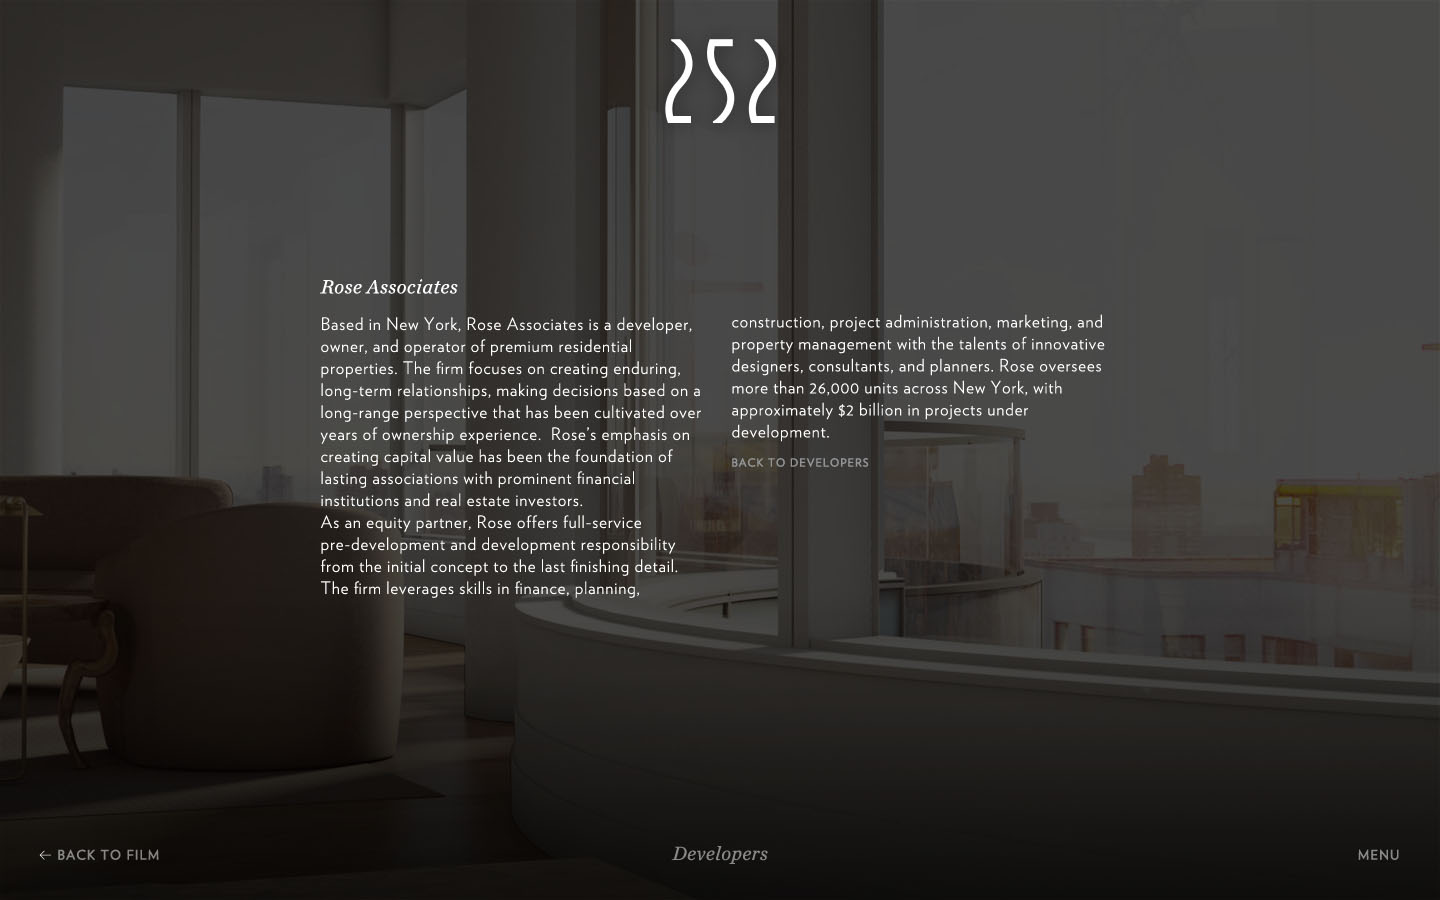 252
Rose Associates
Based in New York, Rose Associates is a developer,
owner, and operator of premium residential
properties. The firm focuses on creating enduring,
long-term relationships, making decisions based on a
long-range perspective that has been cultivated over
years of ownership experience.  Rose's emphasis on
creating capital value has been the foundation of
lasting associations with prominent financial
institutions and real estate investors.
As an equity partner, Rose offers full-service
pre-development and development responsibility
from the initial concept to the last finishing detail.
The firm leverages skills in finance, planning,
construction, project administration, marketing, and
property management with the talents of innovative
designers, consultants, and planners. Rose oversees
more than 26,000 units across New York, with
approximately $2 billion in projects under
development.
BACK TO DEVELOPERS
← BACK TO FILM
Developers
MENU